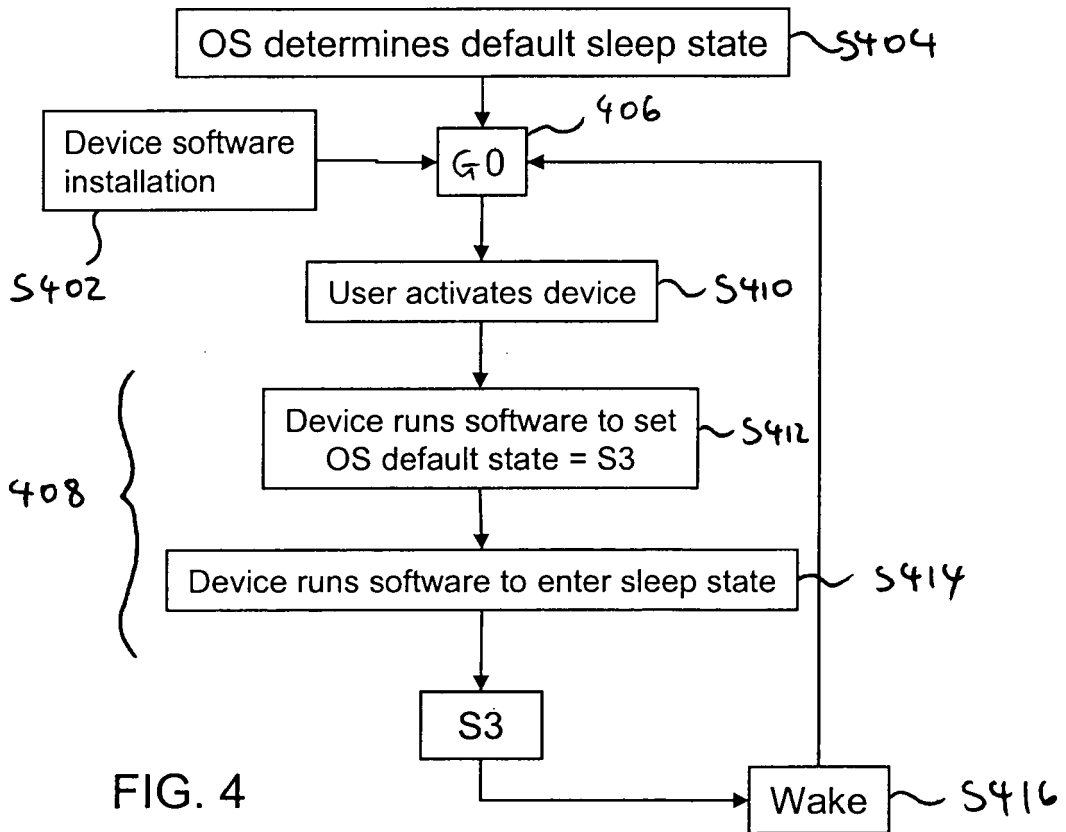 OS determines default sleep state
S404
406
Device software
installation
G0
S402
User activates device
S410
408
Device runs software to set
OS default state = S3
S412
Device runs software to enter sleep state
S414
S3
FIG. 4
Wake
S416